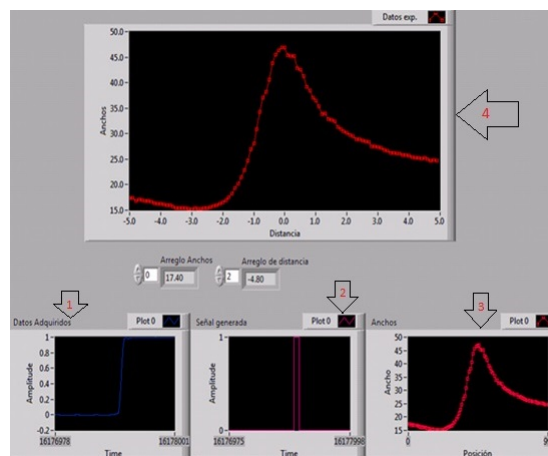 Datos exp.
50.0
45.0
40.0
35.0
30.0
25.0
20.0
15.0
Anchos
-5.0 -4.0 -3.0 -2.0 -1.0 0.0 1.0 2.0 3.0 4.0 5.0
Distancia
4
Arreglo Anchos
0 17.40
Arreglo de distancia
2 -4.80
1
2
3
Datos Adquiridos Plot 0
1
0.8
0.6
0.4
0.2
0
-0.2
Amplitude
16176978 16178001
Time
Señal generada Plot 0
1
0
Amplitude
16176975 16177998
Time
Anchos Plot 0
50
45
40
35
30
25
20
15
Ancho
0 9
Posición